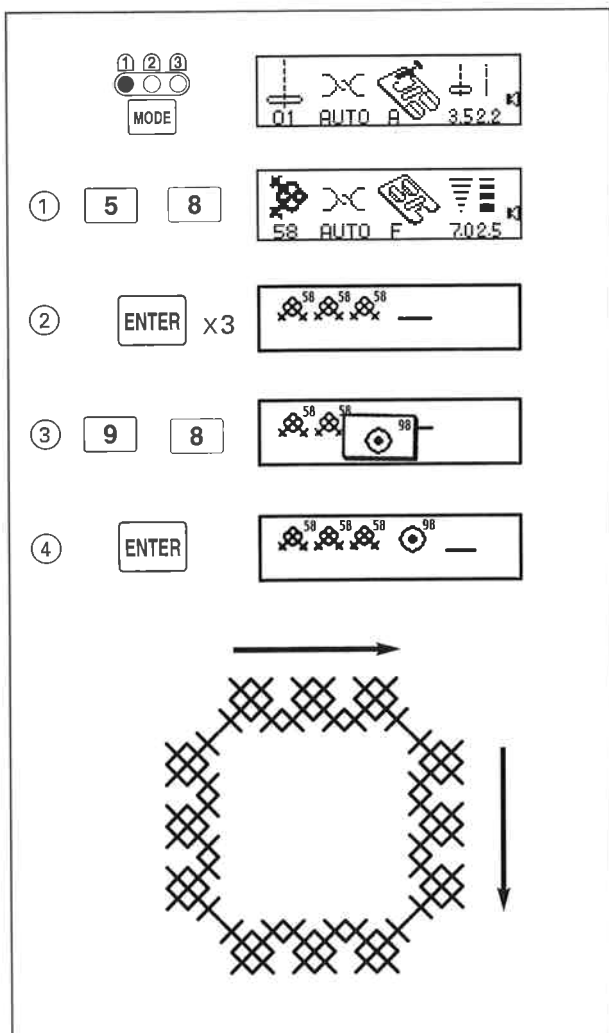 1 2 3
MODE
01 AUTO A 3.5 2.2
① 5 8
58 AUTO F 7.0 2.5
② ENTER X3
58 58 58
③ 9 8
58 58 98
④ ENTER
58 58 58 98